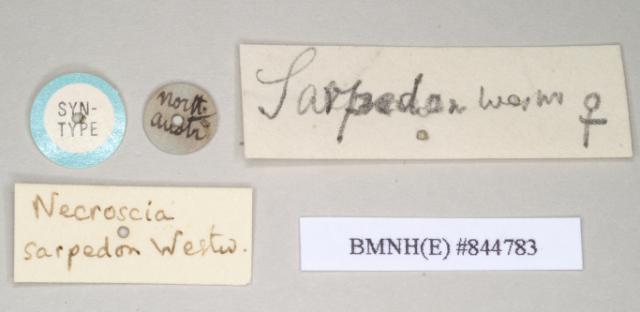 SYN-
TYPE
North
Austr
Sarpedon Westw ♀
Necroscia
sarpedon Westw.
BMNH(E) #844783